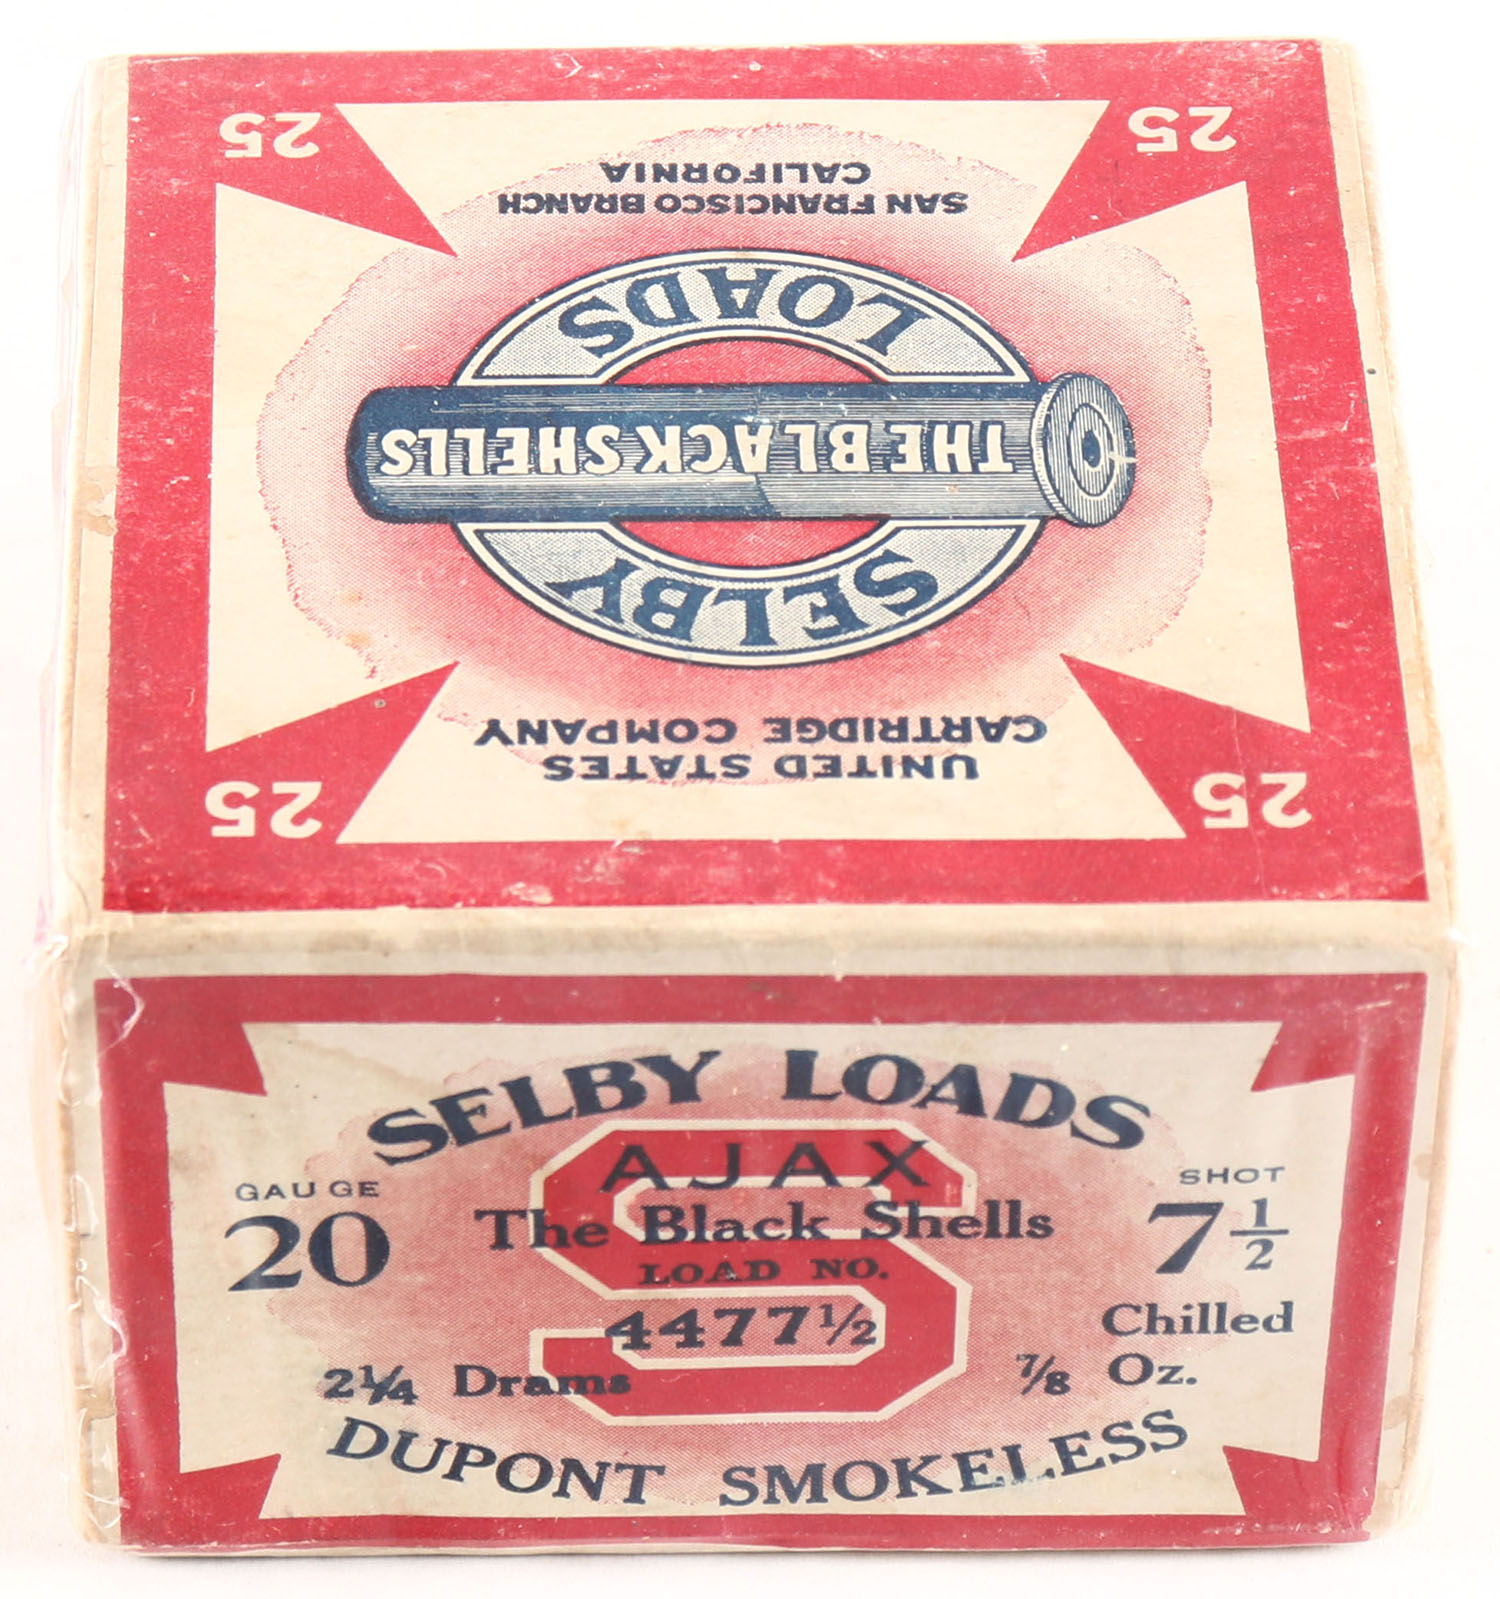 25
25
UNITED STATES
CARTRIDGE COMPANY
SELBY
THE BLACK SHELLS
LOADS
SAN FRANCISCO BRANCH
CALIFORNIA
25
25
SELBY LOADS
AJAX
GAUGE
20
The Black Shells
SHOT
7 1/2
LOAD NO.
4477½
Chilled
2¼ Drams
⅞ Oz.
DUPONT SMOKELESS